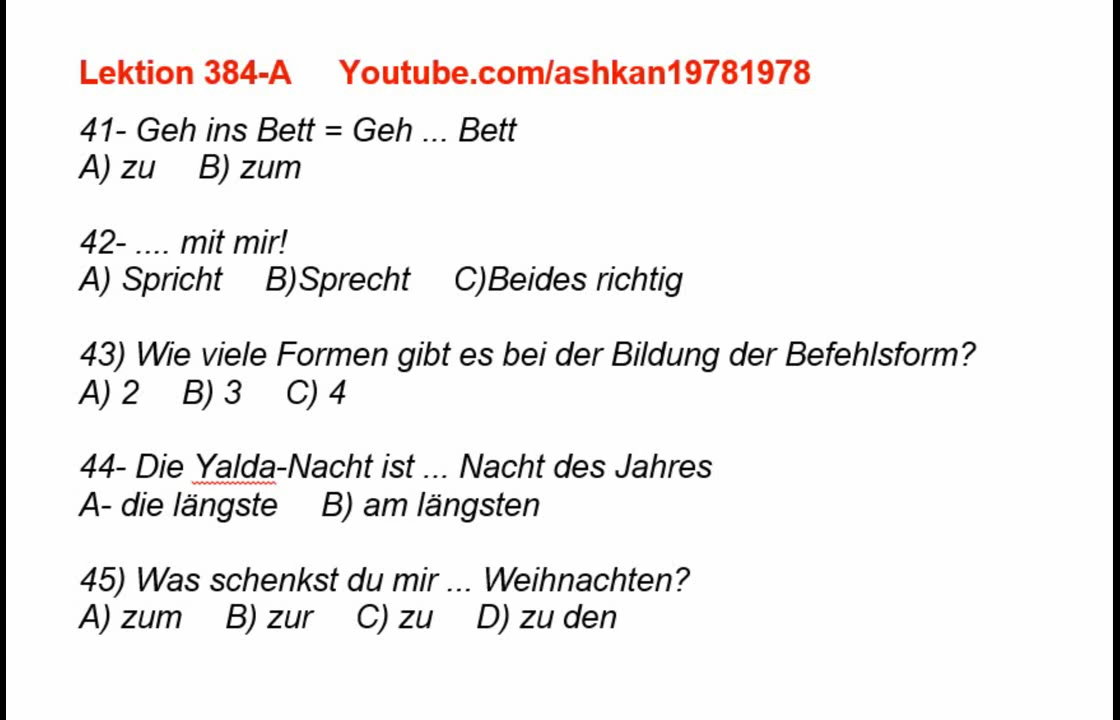 Lektion 384-A Youtube.com/ashkan19781978
41- Geh ins Bett = Geh ... Bett
A) zu B) zum
42- .... mit mir!
A) Spricht B)Sprecht C)Beides richtig
43) Wie viele Formen gibt es bei der Bildung der Befehlsform?
A) 2 B) 3 C) 4
44- Die Yalda-Nacht ist ... Nacht des Jahres
A- die längste B) am längsten
45) Was schenkst du mir ... Weihnachten?
A) zum B) zur C) zu D) zu den